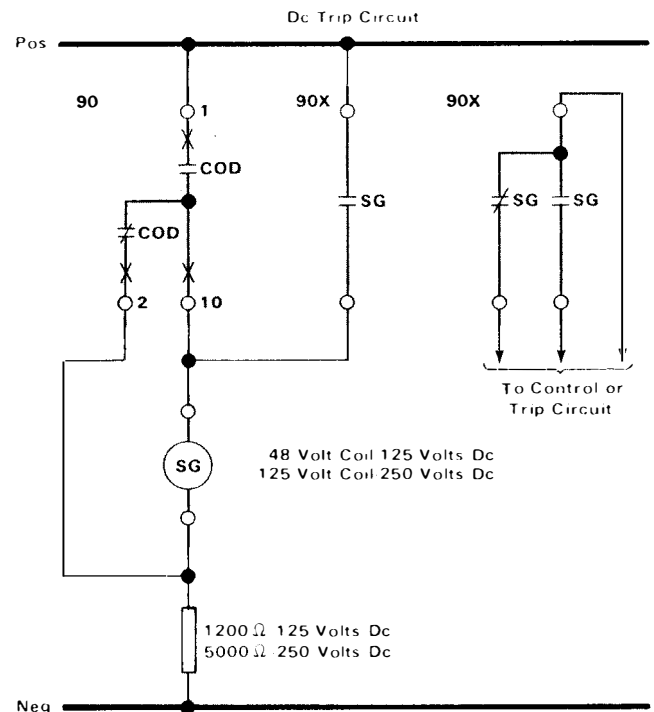 Dc Trip Circuit
Pos
90
1
90X
90X
COD
SG
SG
SG
COD
2
10
To Control or
Trip Circuit
SG
48 Volt Coil 125 Volts Dc
125 Volt Coil 250 Volts Dc
1200 Ω 125 Volts Dc
5000 Ω 250 Volts Dc
Neg